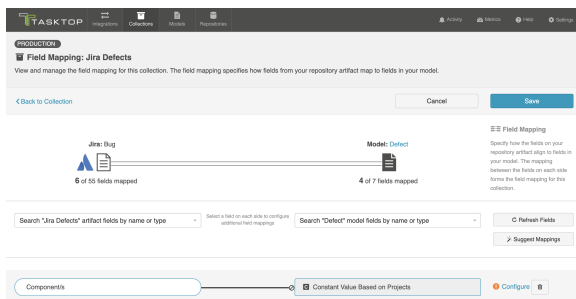 TASKTOP
Integrations
Collections
Models
Repositories
Activity
Metrics
Help
Settings
PRODUCTION
Field Mapping: Jira Defects
View and manage the field mapping for this collection. The field mapping specifies how fields from your repository artifact map to fields in your model.
Back to Collection
Cancel
Save
Jira: Bug
Model: Defect
6 of 55 fields mapped
4 of 7 fields mapped
Field Mapping
Specify how the fields on your
repository artifact align to fields in
your model. The mapping
between the fields on each side
forms the field mapping for this
collection.
Search "Jira Defects" artifact fields by name or type
Select a field on each side to configure
additional field mappings
Search "Defect" model fields by name or type
Refresh Fields
Suggest Mappings
Component/s
C Constant Value Based on Projects
Configure